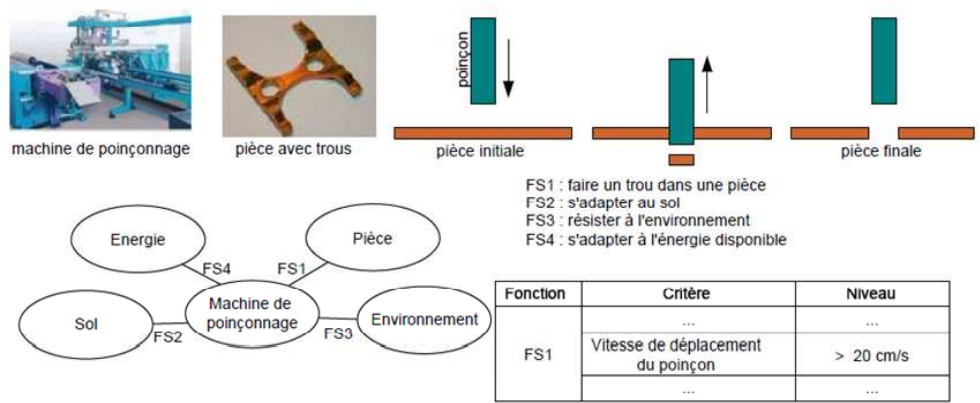 poinçon
machine de poinçonnage
pièce avec trous
pièce initiale
pièce finale
FS1 : faire un trou dans une pièce
FS2 : s'adapter au sol
FS3 : résister à l'environnement
FS4 : s'adapter à l'énergie disponible
Energie
Pièce
FS4
FS1
Machine de
poinçonnage
Sol
FS2
FS3
Environnement
Fonction Critère Niveau
... ...
FS1 Vitesse de déplacement
du poinçon > 20 cm/s
... ...